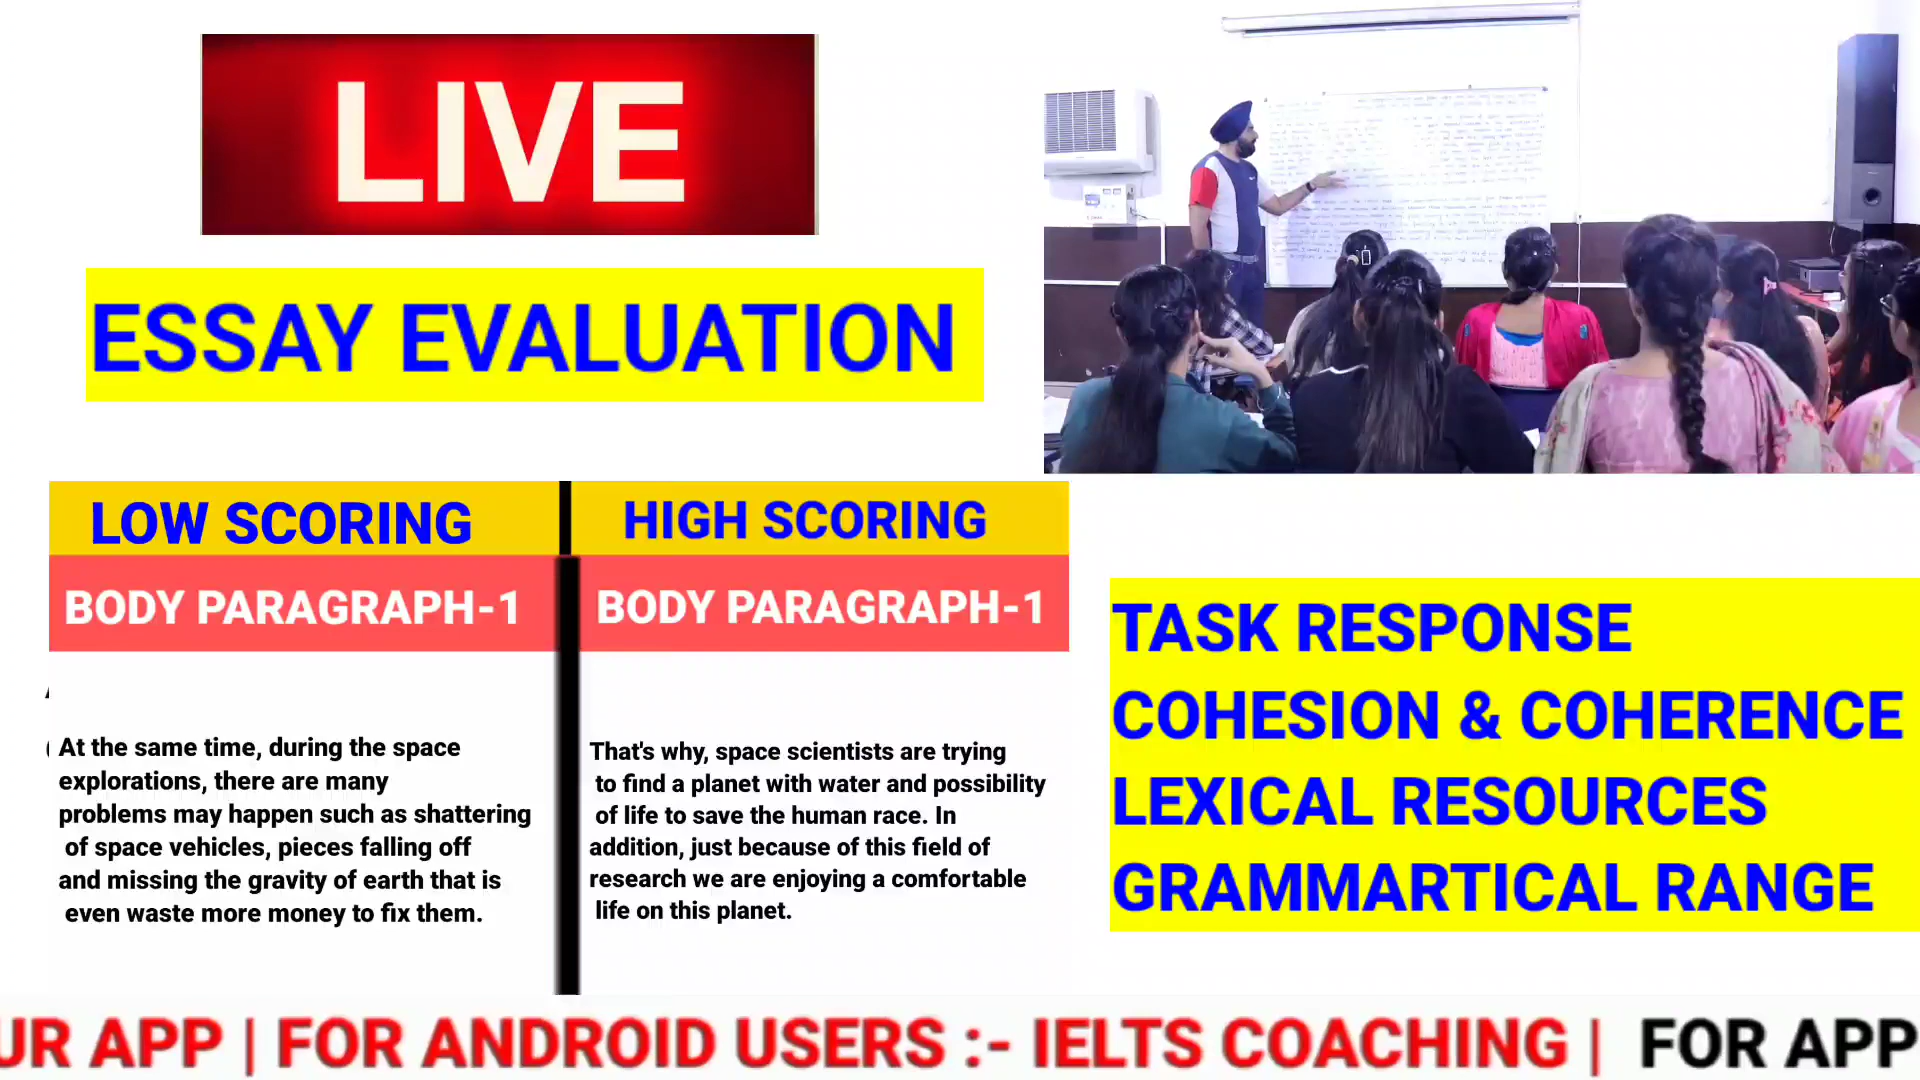 LIVE
ESSAY EVALUATION
LOW SCORING
HIGH SCORING
BODY PARAGRAPH-1
BODY PARAGRAPH-1
At the same time, during the space
explorations, there are many
problems may happen such as shattering
of space vehicles, pieces falling off
and missing the gravity of earth that is
even waste more money to fix them.
That's why, space scientists are trying
to find a planet with water and possibility
of life to save the human race. In
addition, just because of this field of
research we are enjoying a comfortable
life on this planet.
TASK RESPONSE
COHESION & COHERENCE
LEXICAL RESOURCES
GRAMMARTICAL RANGE
UR APP | FOR ANDROID USERS :- IELTS COACHING | FOR APP